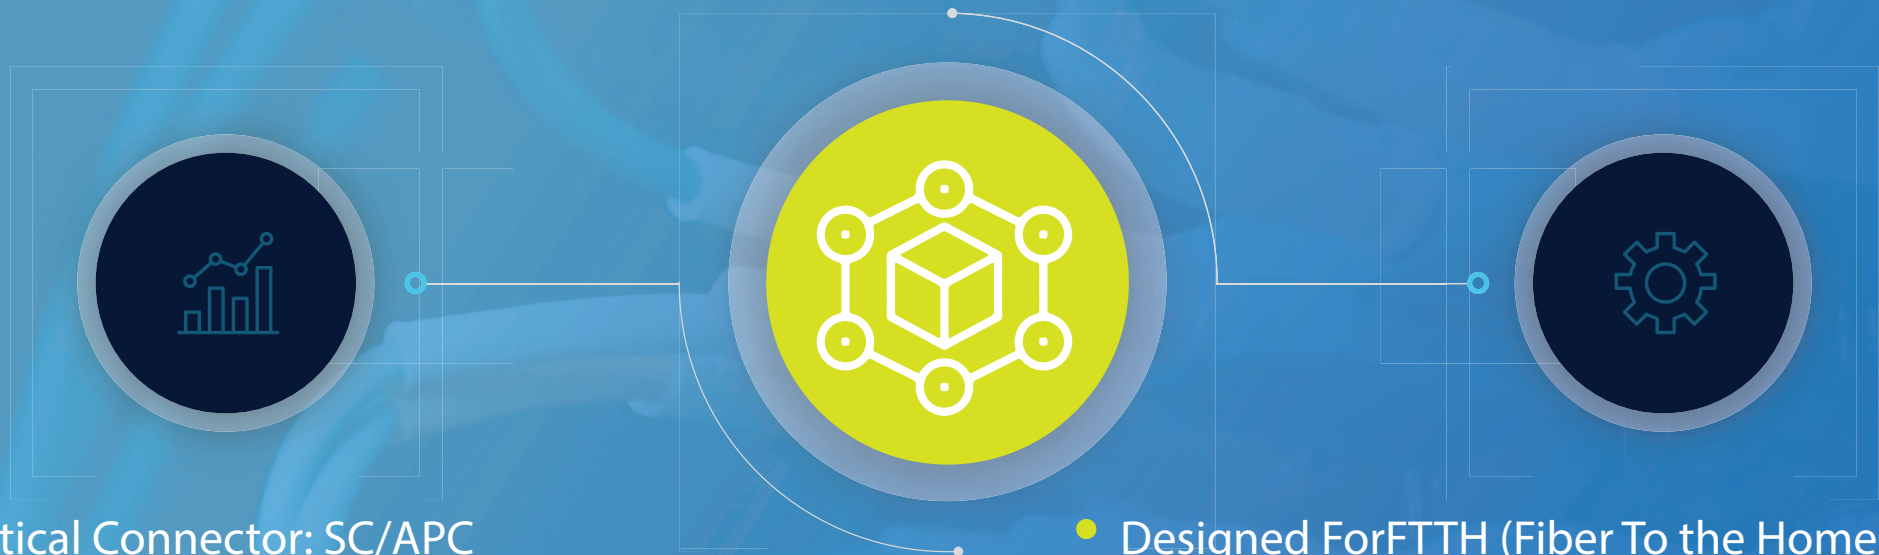 tical Connector: SC/APC
Designed ForFTTH (Fiber To the Home